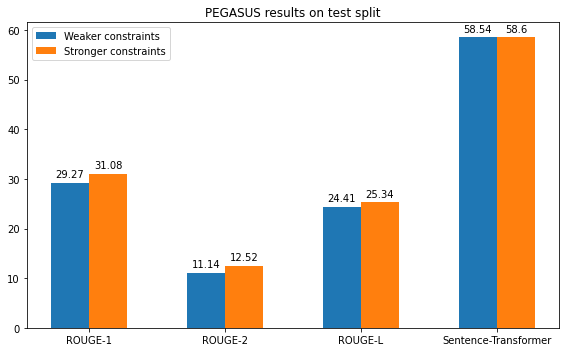 PEGASUS results on test split
Weaker constraints
Stronger constraints
60
50
40
30
20
10
0
29.27
31.08
11.14
12.52
24.41
25.34
58.54
58.6
ROUGE-1
ROUGE-2
ROUGE-L
Sentence-Transformer